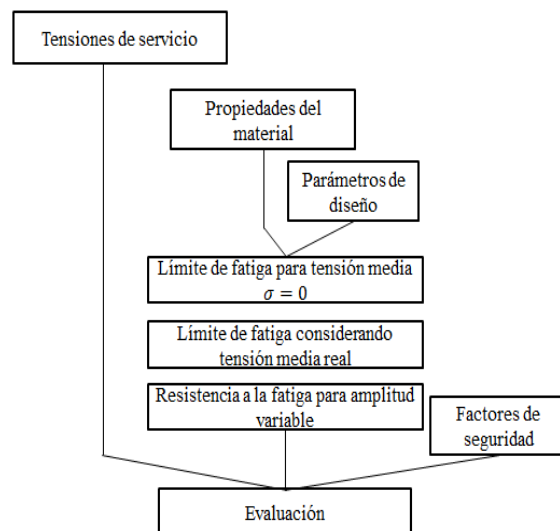 Tensiones de servicio
Propiedades del
material
Parámetros de
diseño
Límite de fatiga para tensión media
σ = 0
Límite de fatiga considerando
tensión media real
Resistencia a la fatiga para amplitud
variable
Factores de
seguridad
Evaluación